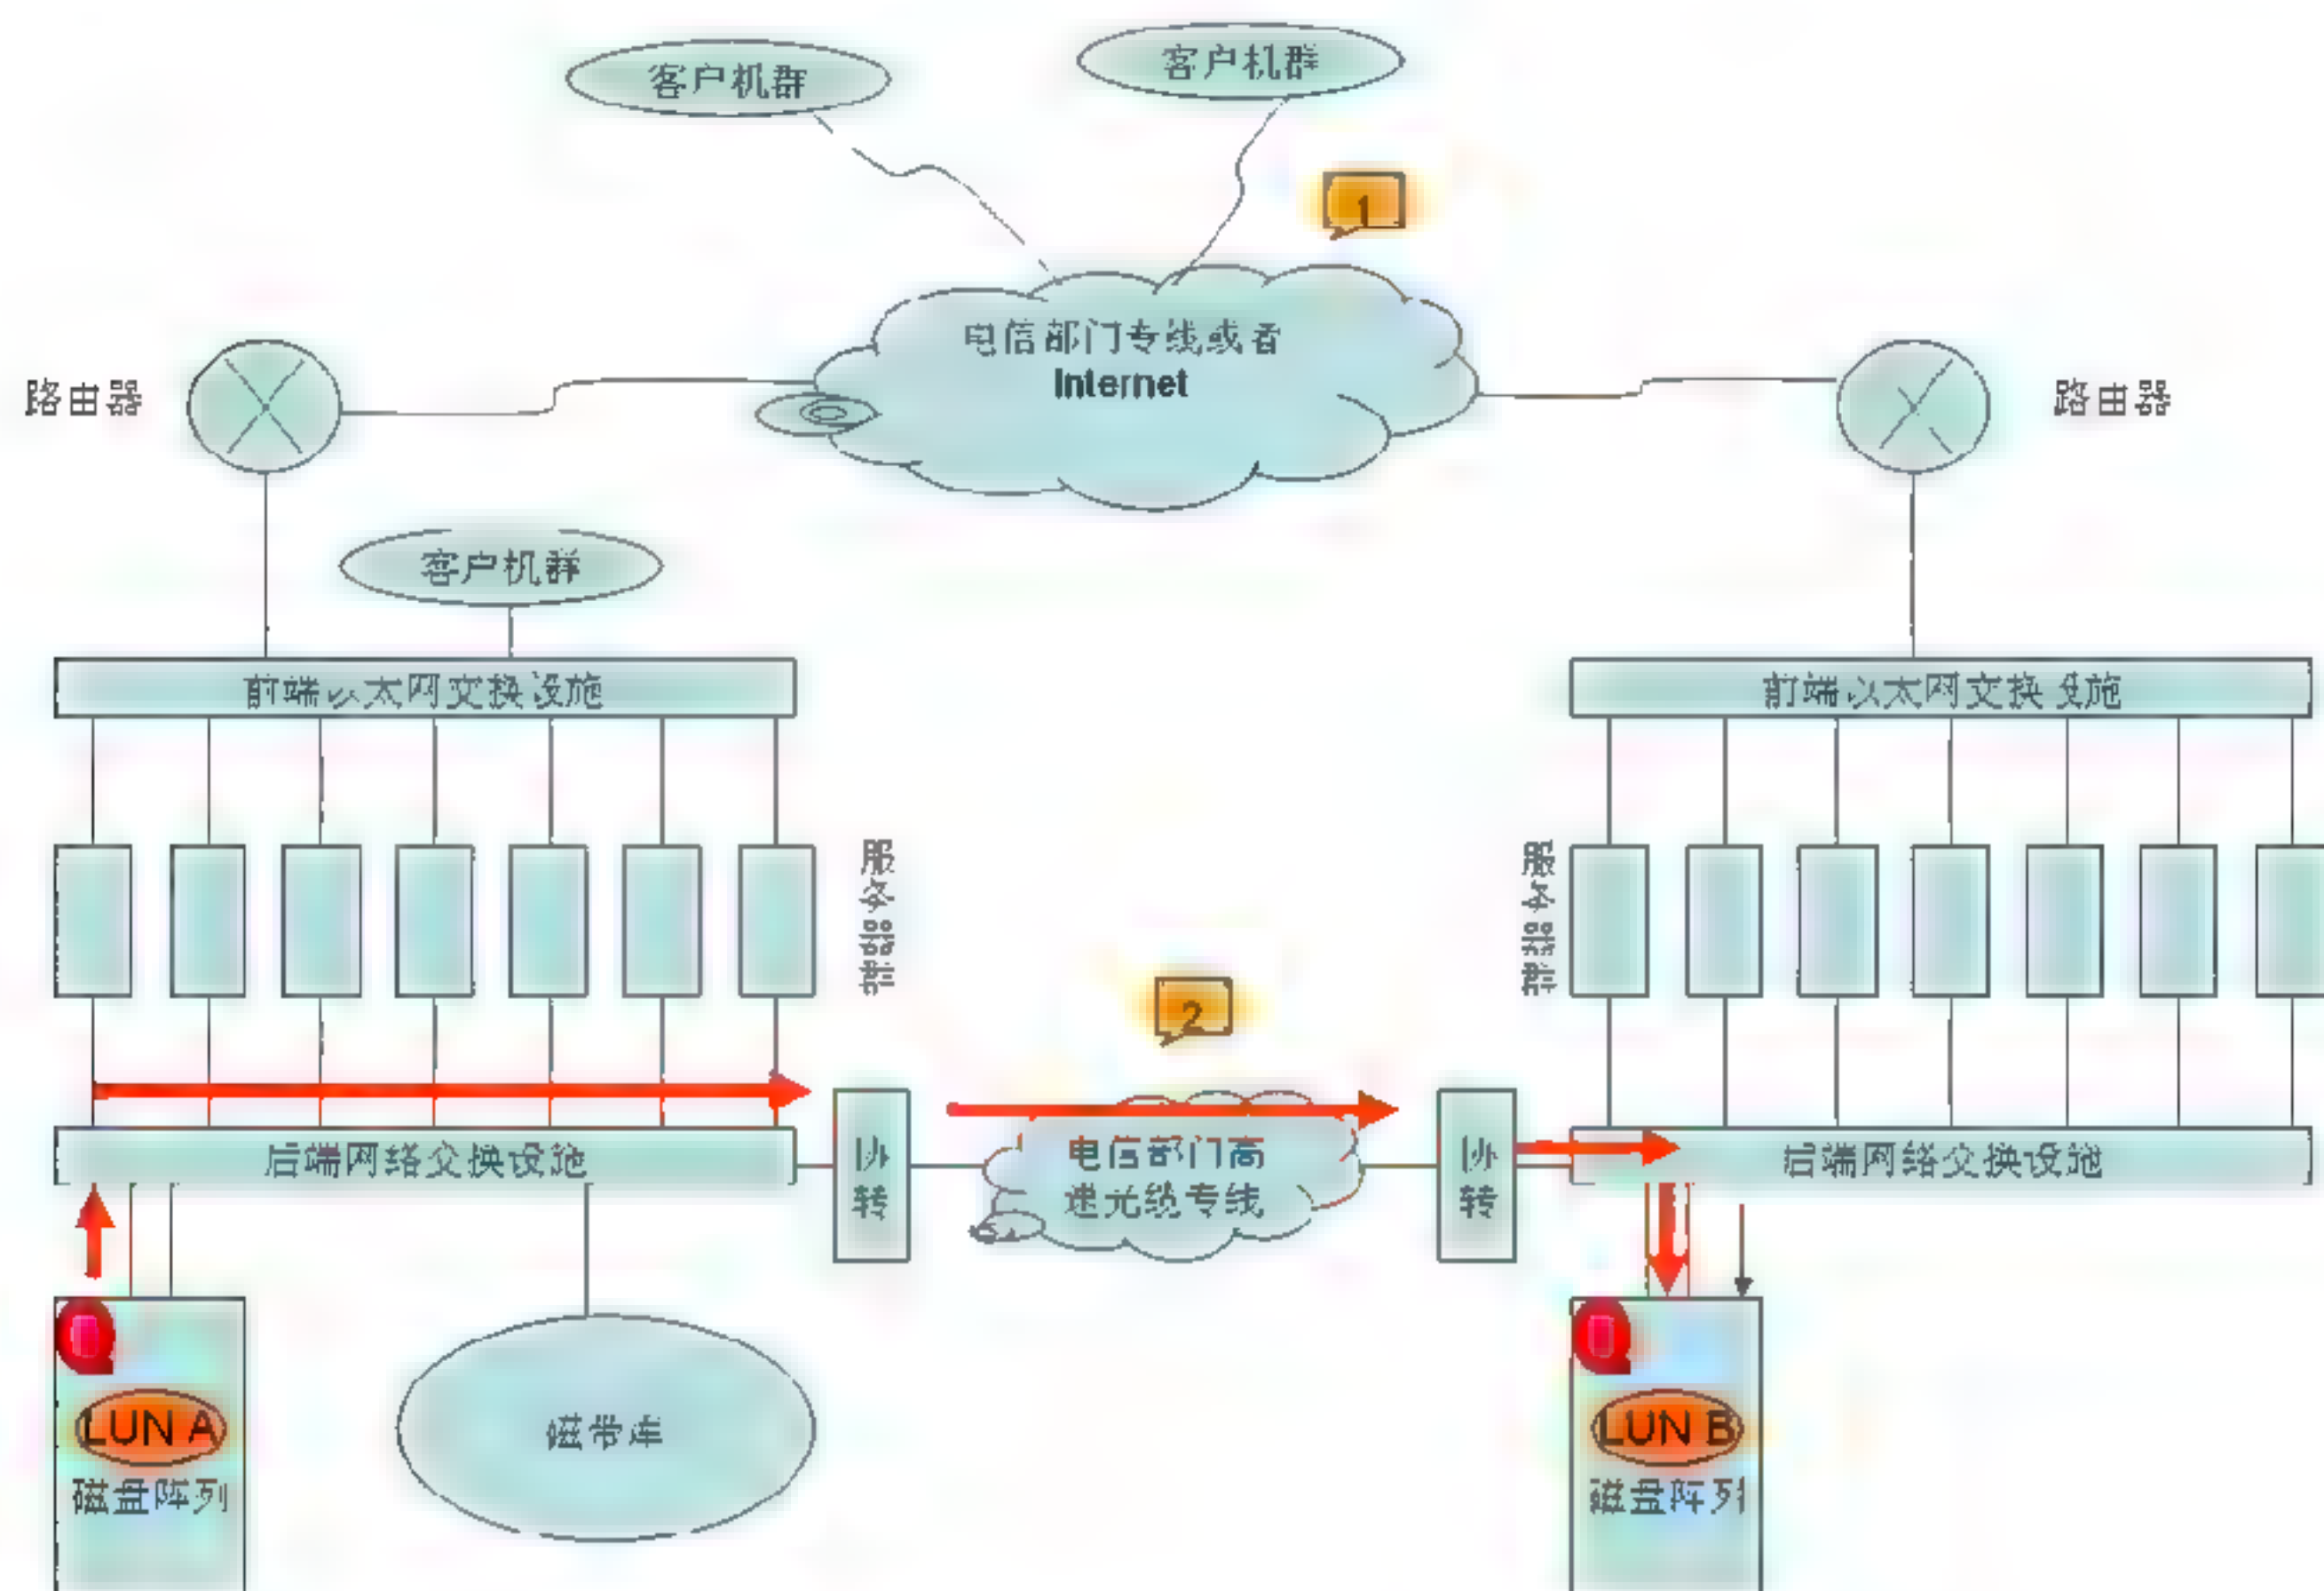 客户机群
客户机群
1
电信部门专线或者
Internet
路由器
路由器
客户机群
前端以太网交换设施
前端以太网交换设施
服务器群
服务器群
2
后端网络交换设施
协转
电信部门高
速光缆专线
协转
后端网络交换设施
LUN A
磁盘阵列
磁带库
LUN B
磁盘阵列